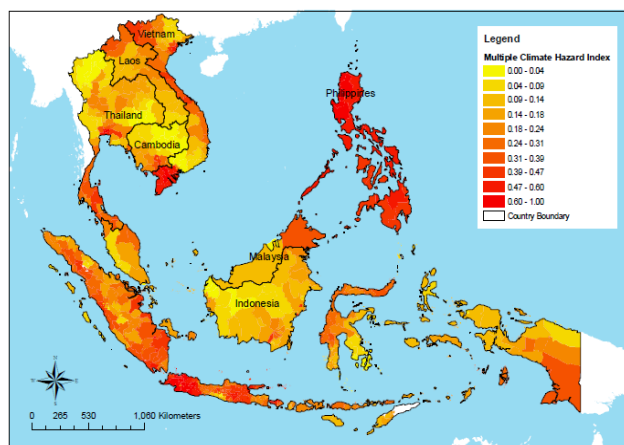 Legend
Multiple Climate Hazard Index
0.00 - 0.04
0.04 - 0.09
0.09 - 0.14
0.14 - 0.18
0.18 - 0.24
0.24 - 0.31
0.31 - 0.39
0.39 - 0.47
0.47 - 0.60
0.60 - 1.00
Country Boundary
Vietnam
Laos
Philippines
Thailand
Cambodia
Malaysia
Indonesia
0 265 530 1,060 Kilometers